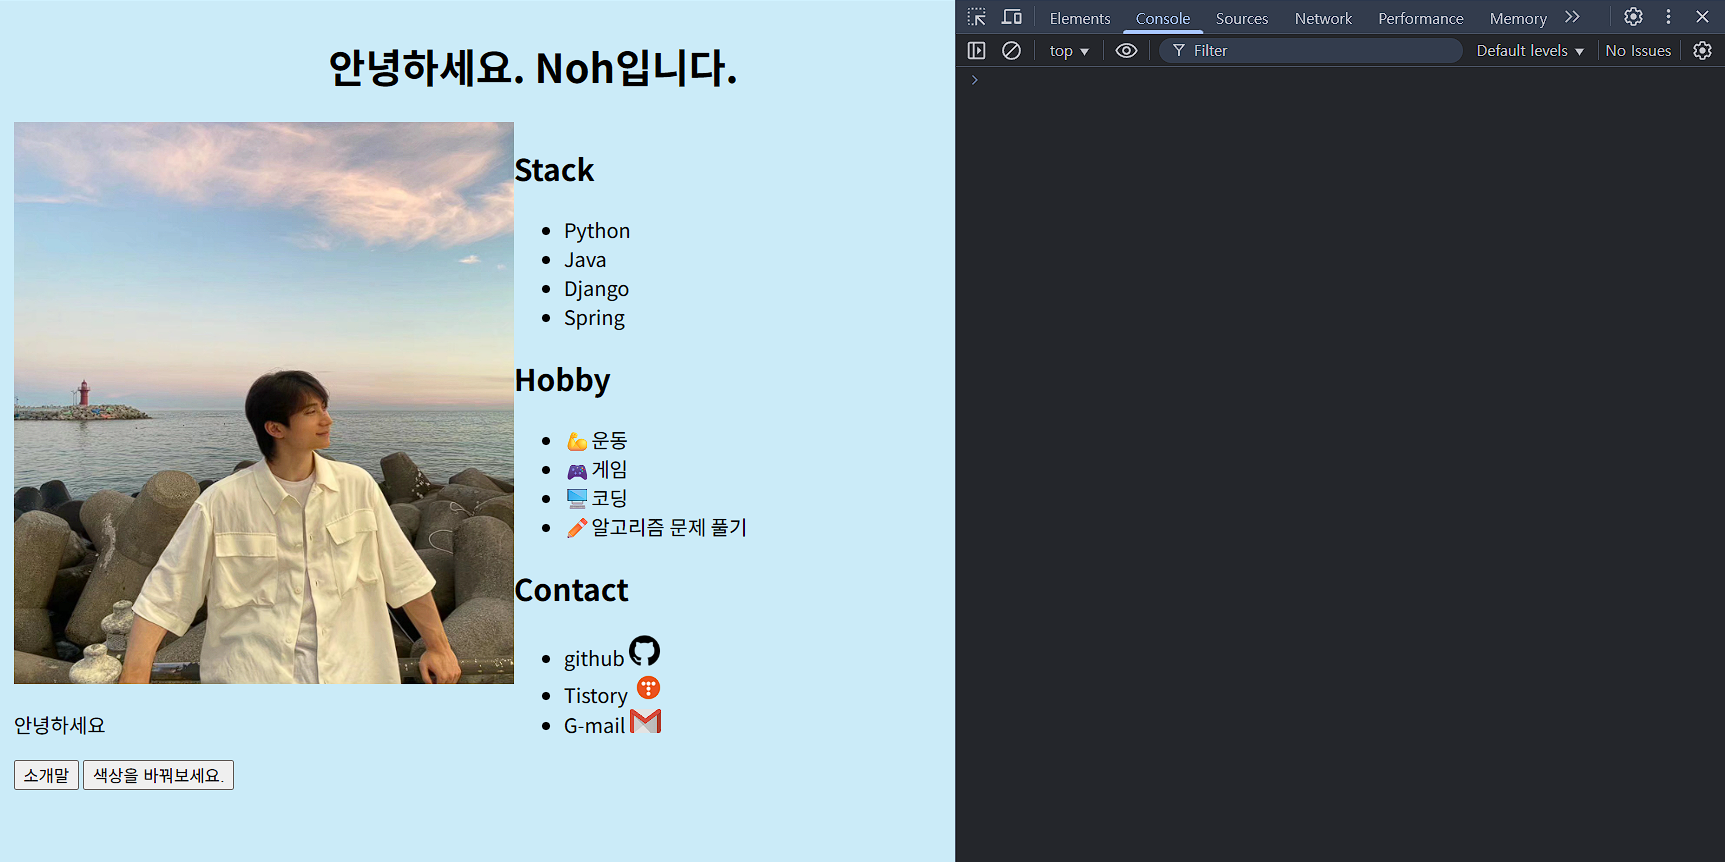 안녕하세요. Noh입니다.
Stack
Python
Java
Django
Spring
Hobby
💪운동
🎮게임
🖥️코딩
✏️알고리즘 문제 풀기
Contact
github
Tistory
G-mail
안녕하세요
소개말 색상을 바꿔보세요.
Elements Console Sources Network Performance Memory
top Filter Default levels No Issues